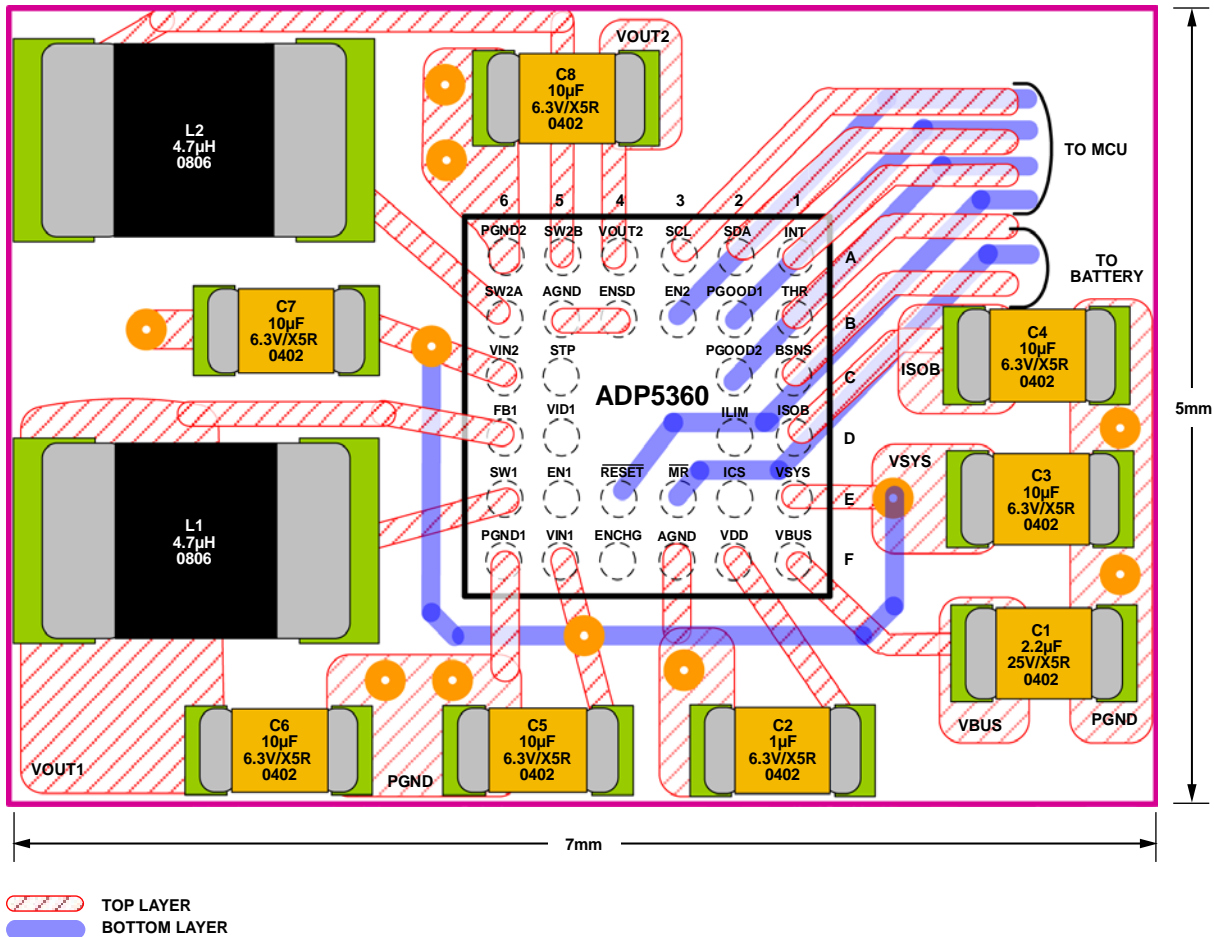 VOUT2
C8
10µF
6.3V/X5R
0402
L2
4.7µH
0806
TO MCU
6 5 4 3 2 1
PGND2 SW2B VOUT2 SCL SDA INT
A
TO
BATTERY
SW2A AGND ENSD EN2 PGOOD1 THR
B
C7
10µF
6.3V/X5R
0402
C4
10µF
6.3V/X5R
0402
VIN2 STP PGOOD2 BSNS
C
ISOB
ADP5360
FB1 VID1 ILIM ISOB
D
VSYS
SW1 EN1 RESET MR ICS VSYS
E
C3
10µF
6.3V/X5R
0402
L1
4.7µH
0806
PGND1 VIN1 ENCHG AGND VDD VBUS
F
C1
2.2µF
25V/X5R
0402
VBUS
PGND
C6
10µF
6.3V/X5R
0402
C5
10µF
6.3V/X5R
0402
C2
1µF
6.3V/X5R
0402
VOUT1
PGND
5mm
7mm
TOP LAYER
BOTTOM LAYER